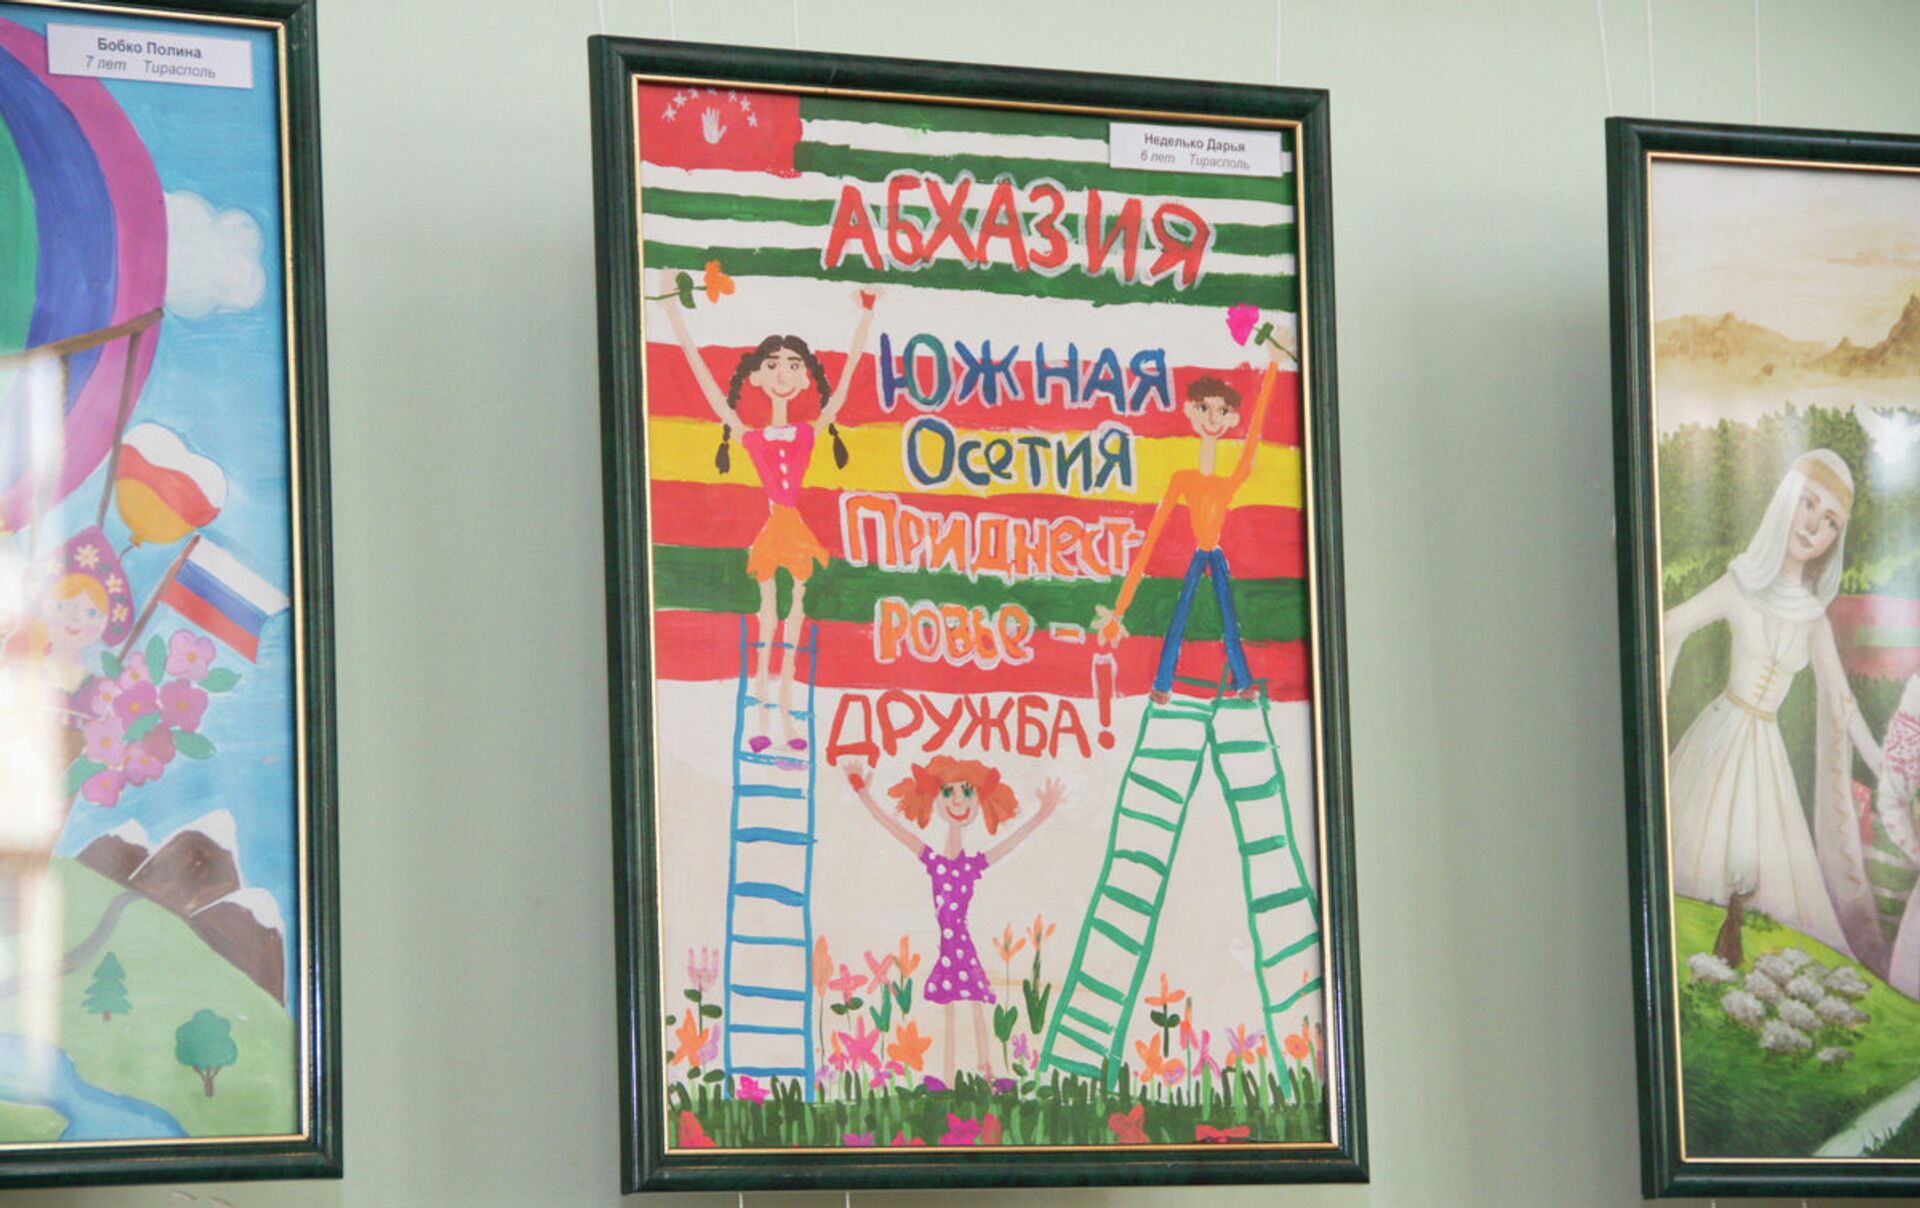 Бобко Полина
7 лет Тирасполь
Неделько Дарья
6 лет Тирасполь
АБХАЗИЯ
ЮЖНАЯ
ОсетиЯ
Приднест-
ровье -
ДРУЖБА!